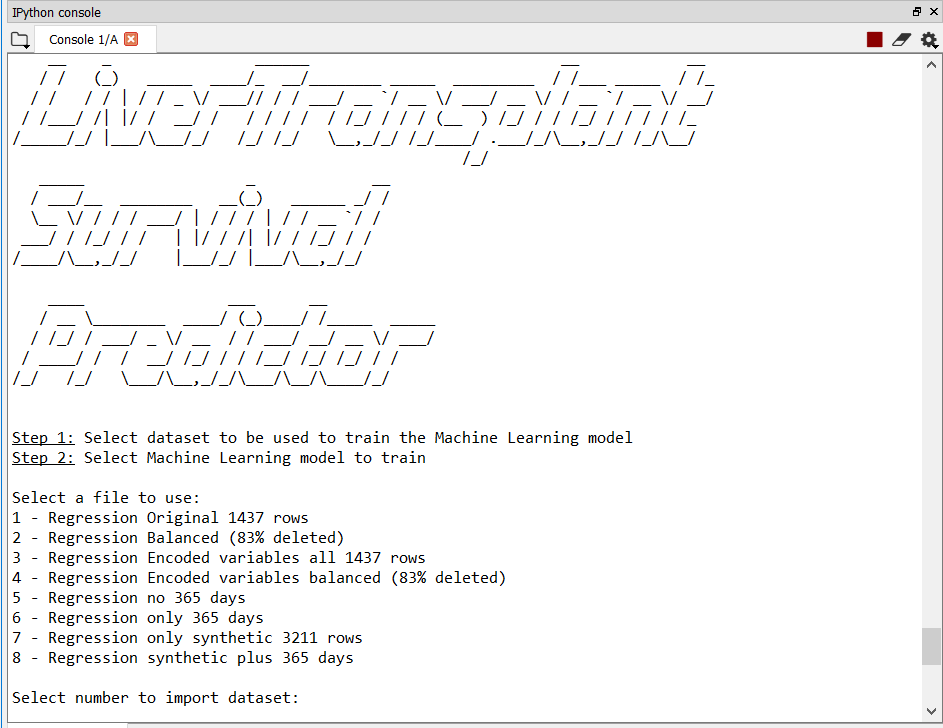 IPython console
Console 1/A
LiverTransplant
Survival
Predictor
Step 1: Select dataset to be used to train the Machine Learning model
Step 2: Select Machine Learning model to train
Select a file to use:
1 - Regression Original 1437 rows
2 - Regression Balanced (83% deleted)
3 - Regression Encoded variables all 1437 rows
4 - Regression Encoded variables balanced (83% deleted)
5 - Regression no 365 days
6 - Regression only 365 days
7 - Regression only synthetic 3211 rows
8 - Regression synthetic plus 365 days
Select number to import dataset: